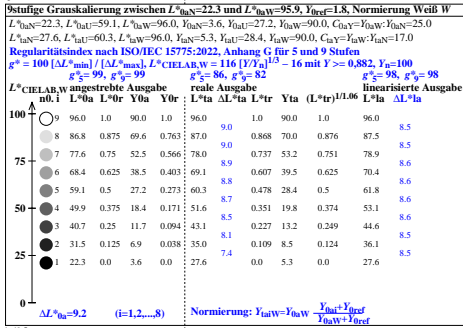 9stufige Grauskalierung zwischen L*0aN=22.3 und L*0aW=95.9, Y0ref=1.8, Normierung Weiß W
L*0aN=22.3, L*0aU=59.1, L*0aW=96.0, Y0aN=3.6, Y0aU=27.2, Y0aW=90.0, C0aY=Y0aW:Y0aN=25.0
L*taN=27.6, L*taU=60.3, L*taW=96.0, YtaN=5.3, YtaU=28.4, YtaW=90.0, CtaY=YtaW:YtaN=17.0
Regularitätsindex nach ISO/IEC 15775:2022, Anhang G für 5 und 9 Stufen
g* = 100 [ΔL*min] / [ΔL*max], L*CIELAB,W = 116 [Y/Yn]1/3 – 16 mit Y >= 0,882, Yn=100
g*5= 99, g*9= 99 g*5= 86, g*9= 82 g*5= 98, g*9= 98
L*CIELAB,W angestrebte Ausgabe reale Ausgabe linearisierte Ausgabe
n0. i L*0a L*0r Y0a Y0r L*ta ΔL*ta L*tr Yta (L*tr)1/1.06 L*la ΔL*la
100
9 96.0 1.0 90.0 1.0 96.0 1.0 90.0 1.0 96.0
9.0 8.5
8 86.8 0.875 69.6 0.763 87.0 0.868 70.0 0.876 87.5
9.0 8.5
75
7 77.6 0.75 52.5 0.566 78.0 0.737 53.2 0.751 78.9
8.9 8.6
6 68.4 0.625 38.5 0.403 69.1 0.607 39.5 0.625 70.4
8.8 8.6
5 59.1 0.5 27.2 0.273 60.3 0.478 28.4 0.5 61.8
8.7 8.6
50
4 49.9 0.375 18.4 0.171 51.6 0.351 19.8 0.374 53.1
8.5 8.6
3 40.7 0.25 11.7 0.094 43.1 0.227 13.2 0.249 44.6
8.1 8.5
2 31.5 0.125 6.9 0.038 35.0 0.109 8.5 0.124 36.1
7.4 8.5
25
1 22.3 0.0 3.6 0.0 27.6 0.0 5.3 0.0 27.6
0
ΔL*0a=9.2 (i=1,2,...,8) Normierung: YtaiW=Y0aW Y0ai+Y0ref
Y0aW+Y0ref